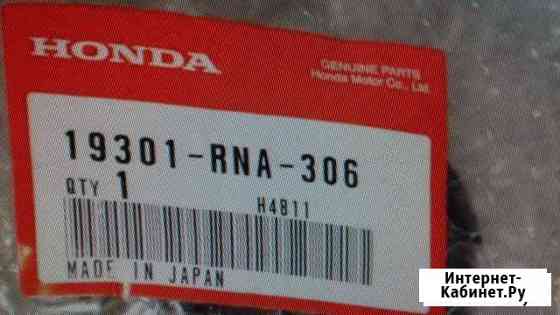 HONDA
GENUINE PARTS
Honda Motor Co., Ltd
19301-RNA-306
QTY 1
H4811
MADE IN JAPAN
Интернет-
Кабинет.Ру